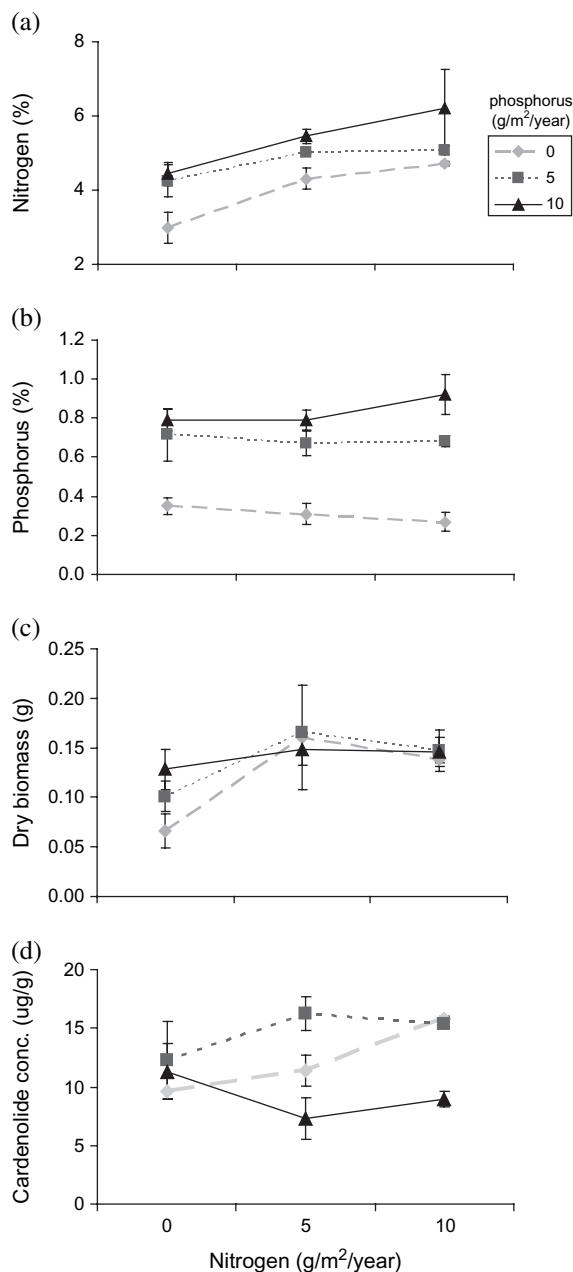 (a)
8
6
4
2
Nitrogen (%)
phosphorus
(g/m²/year)
0
5
10
(b)
1.2
1.0
0.8
0.6
0.4
0.2
0.0
Phosphorus (%)
(c)
0.25
0.20
0.15
0.10
0.05
0.00
Dry biomass (g)
(d)
20
15
10
5
0
Cardenolide conc. (ug/g)
0 5 10
Nitrogen (g/m²/year)